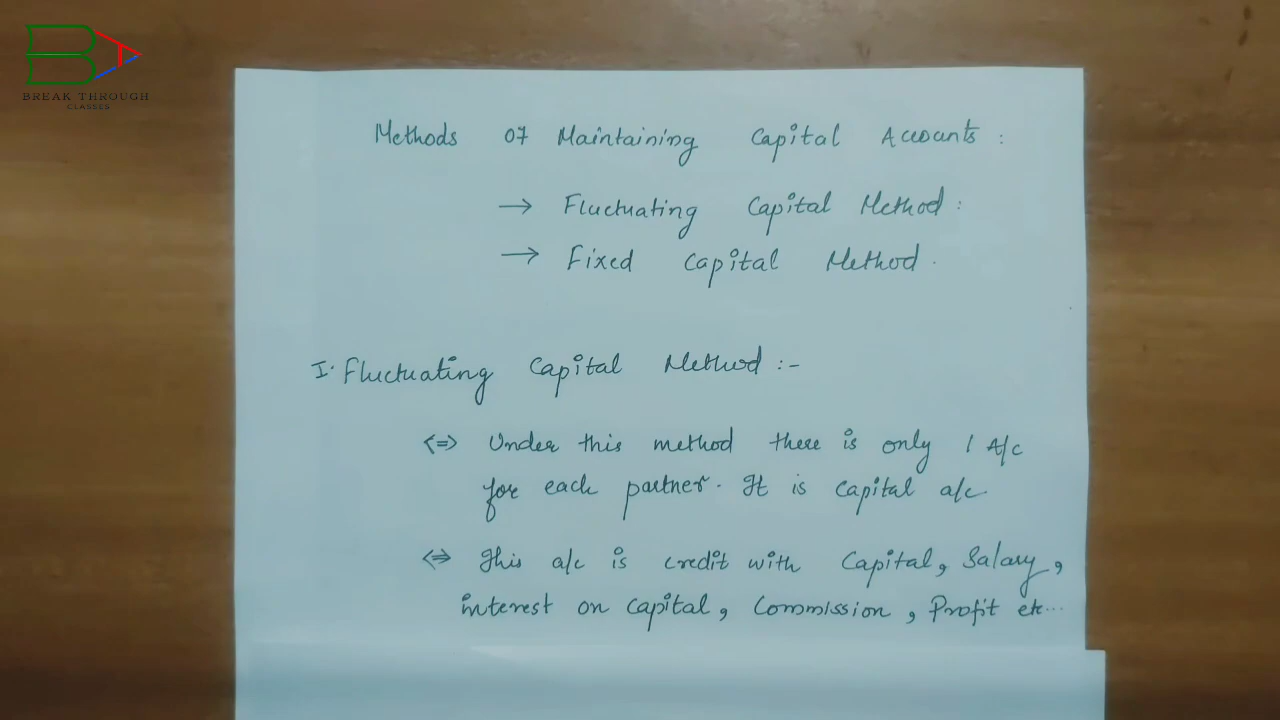 BREAK THROUGH
CLASSES
Methods of Maintaining Capital Accounts :
→ Fluctuating Capital Method :
→ Fixed Capital Method .
I. Fluctuating Capital Method :-
<=> Under this method there is only 1 A/c
for each partner. It is capital a/c.
<=> This a/c is credit with Capital, Salary,
interest on capital, Commission, Profit etc...